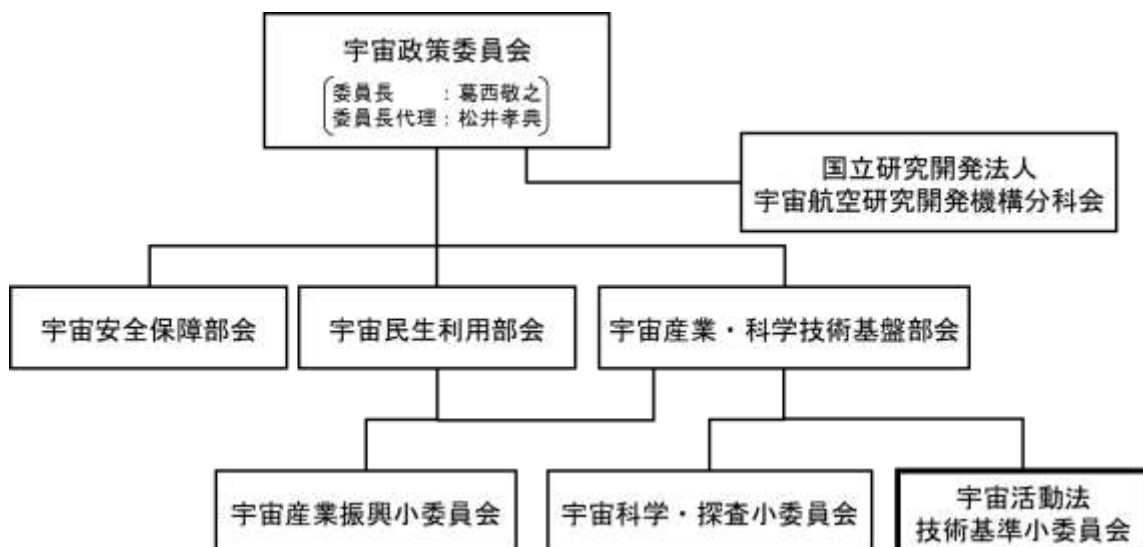 宇宙政策委員会
委員長　　：葛西敬之
委員長代理：松井孝典
国立研究開発法人
宇宙航空研究開発機構分科会
宇宙安全保障部会
宇宙民生利用部会
宇宙産業・科学技術基盤部会
宇宙産業振興小委員会
宇宙科学・探査小委員会
宇宙活動法
技術基準小委員会